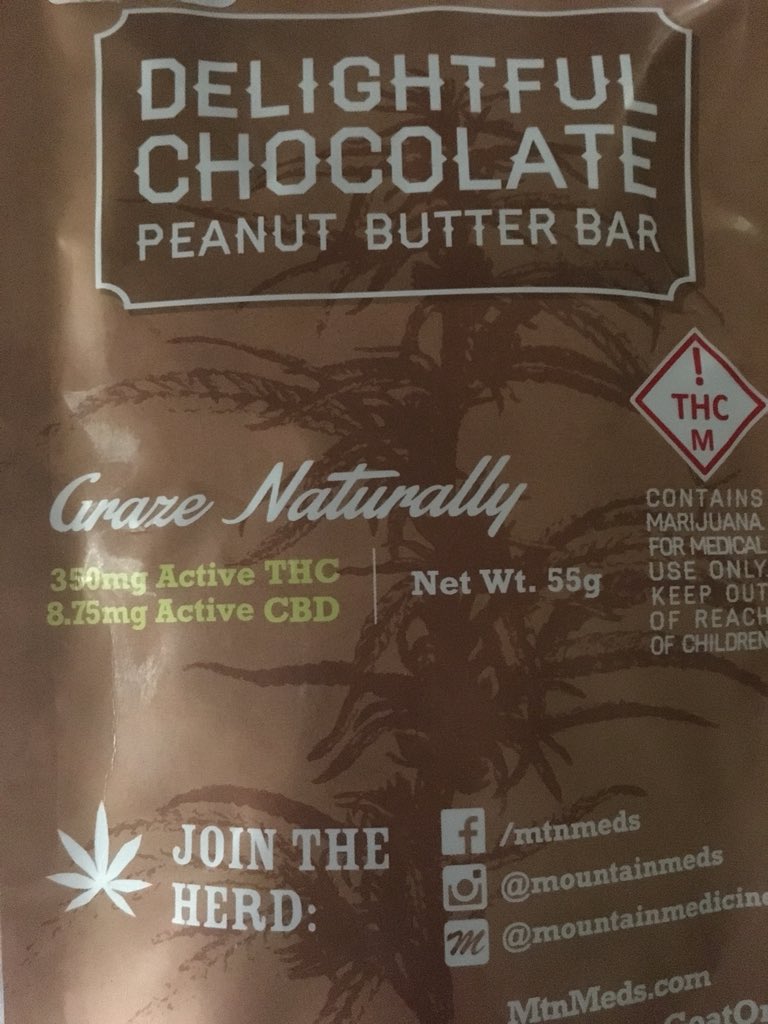 DELIGHTFUL
CHOCOLATE
PEANUT BUTTER BAR
!
THC
M
CONTAINS
MARIJUANA
FOR MEDICAL
USE ONLY.
KEEP OUT
OF REACH
OF CHILDREN
Graze Naturally
350mg Active THC
8.75mg Active CBD
Net Wt. 55g
JOIN THE
HERD:
f /mtnmeds
@mountainmeds
m @mountainmedicine
MtnMeds.com